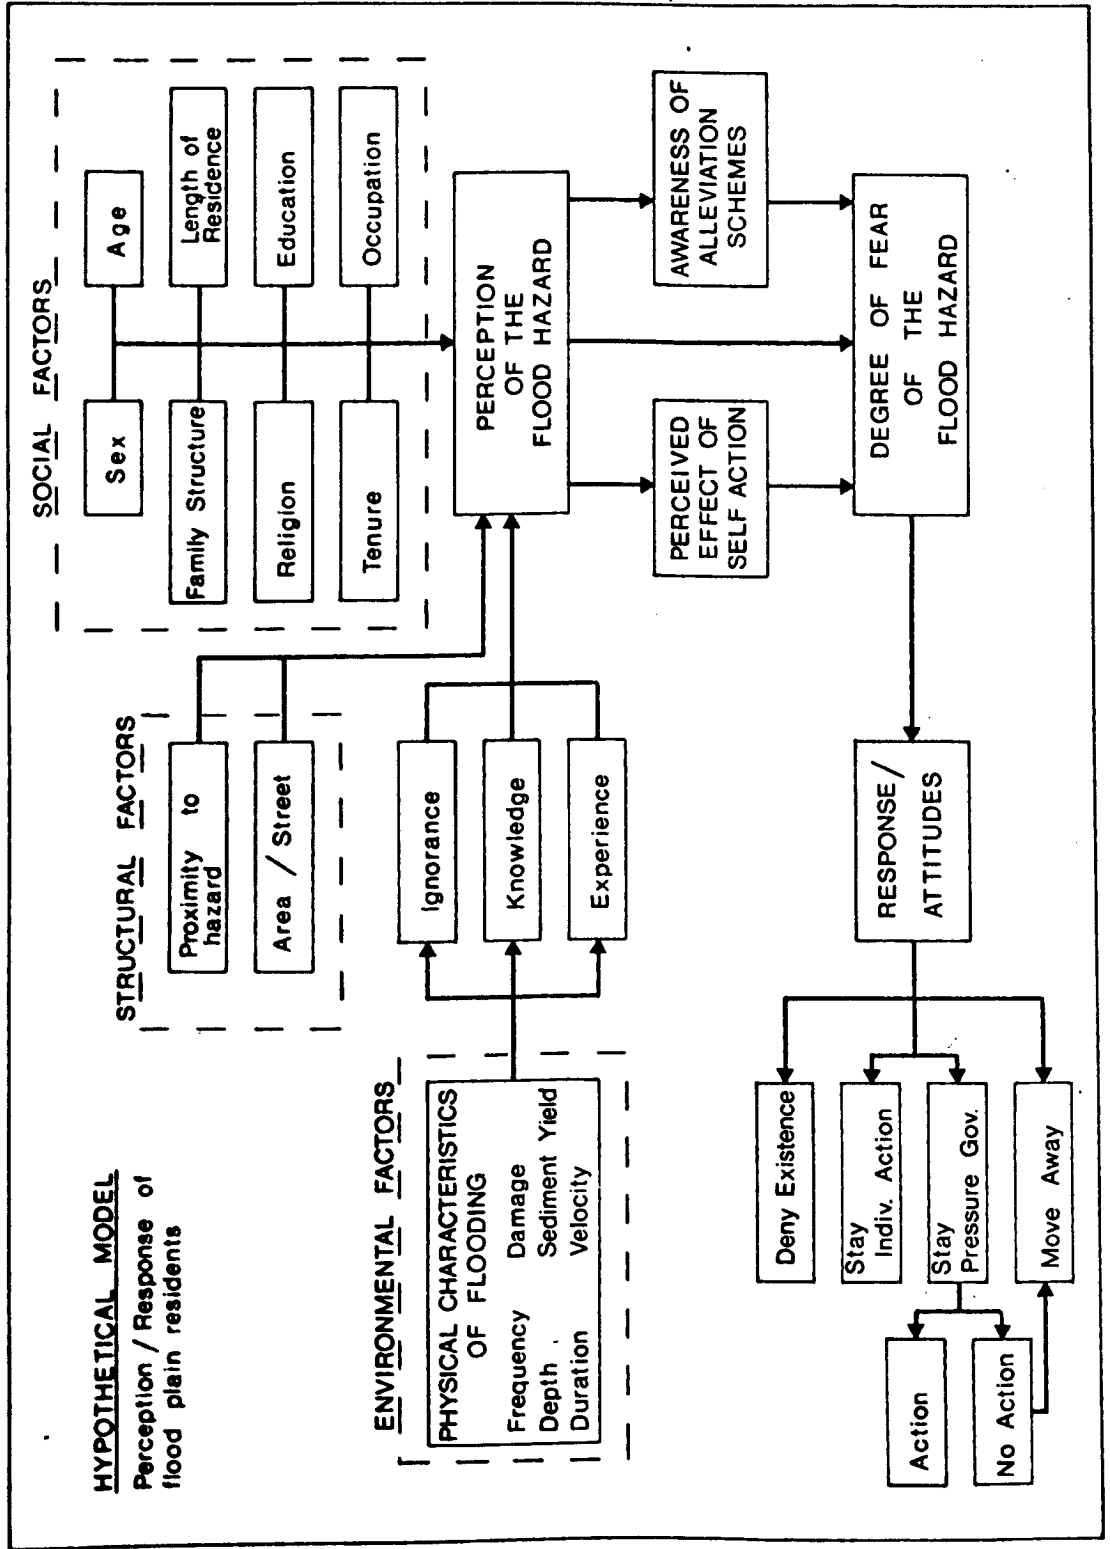 HYPOTHETICAL MODEL
Perception / Response of
flood plain residents
STRUCTURAL FACTORS
Proximity to
hazard
Area / Street
SOCIAL FACTORS
Sex
Age
Family Structure
Length of
Residence
Religion
Education
Tenure
Occupation
ENVIRONMENTAL FACTORS
PHYSICAL CHARACTERISTICS
OF FLOODING
Frequency Damage
Depth Sediment Yield
Duration Velocity
Ignorance
Knowledge
Experience
PERCEPTION
OF THE
FLOOD HAZARD
PERCEIVED
EFFECT OF
SELF ACTION
AWARENESS OF
ALLEVIATION
SCHEMES
DEGREE OF FEAR
OF THE
FLOOD HAZARD
RESPONSE /
ATTITUDES
Deny Existence
Stay
Indiv. Action
Stay
Pressure Gov.
Move Away
Action
No Action